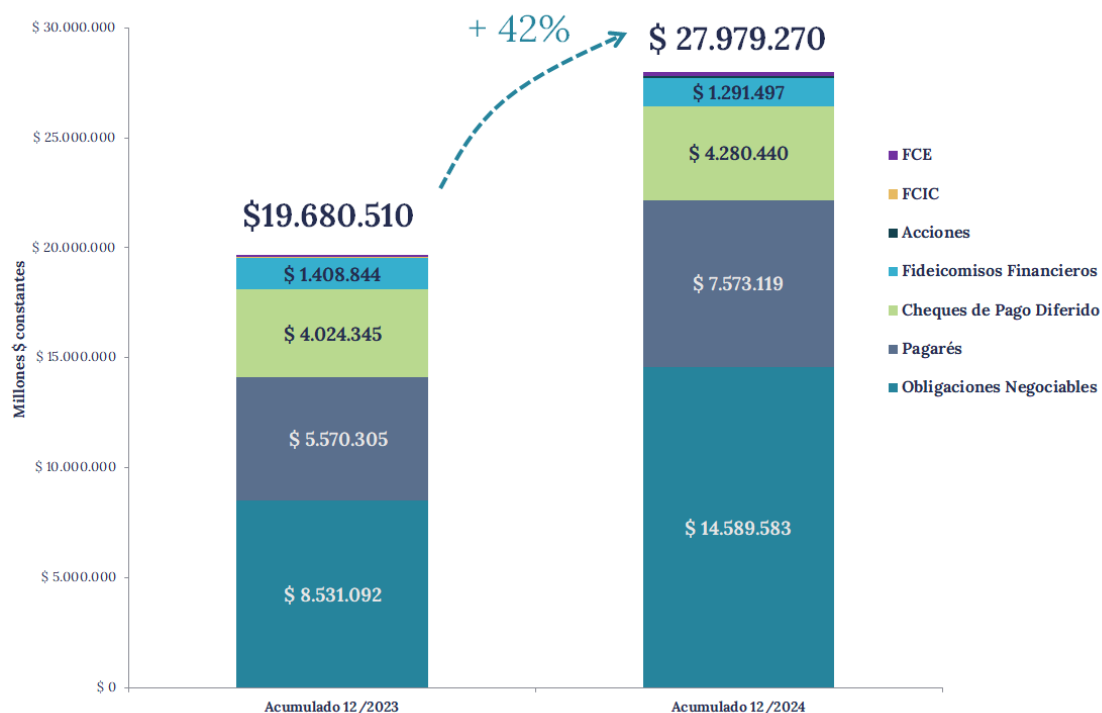 + 42%
$ 27.979.270
$19.680.510
Millones $ constantes
$ 30.000.000
$ 25.000.000
$ 20.000.000
$ 15.000.000
$ 10.000.000
$ 5.000.000
$ 0
$ 1.408.844
$ 4.024.345
$ 5.570.305
$ 8.531.092
$ 1.291.497
$ 4.280.440
$ 7.573.119
$ 14.589.583
Acumulado 12/2023
Acumulado 12/2024
FCE
FCIC
Acciones
Fideicomisos Financieros
Cheques de Pago Diferido
Pagarés
Obligaciones Negociables